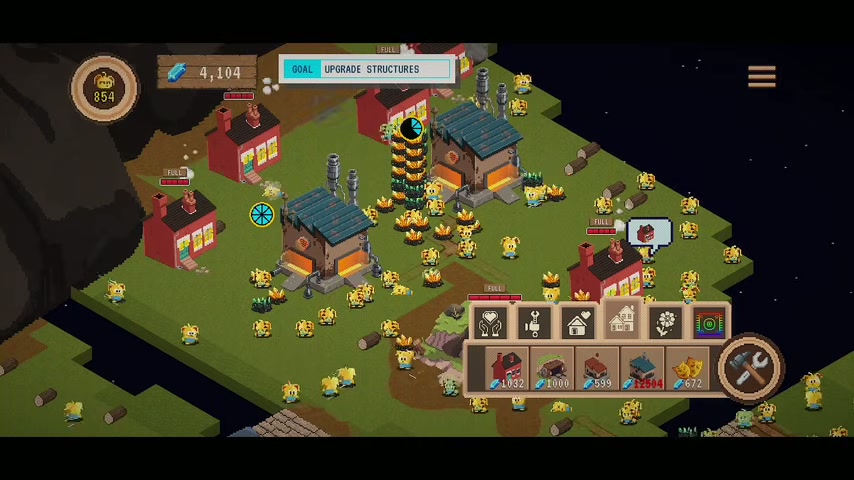 FULL
4,104
GOAL UPGRADE STRUCTURES
854
FULL
FULL
FULL
1032
1000
599
12504
672